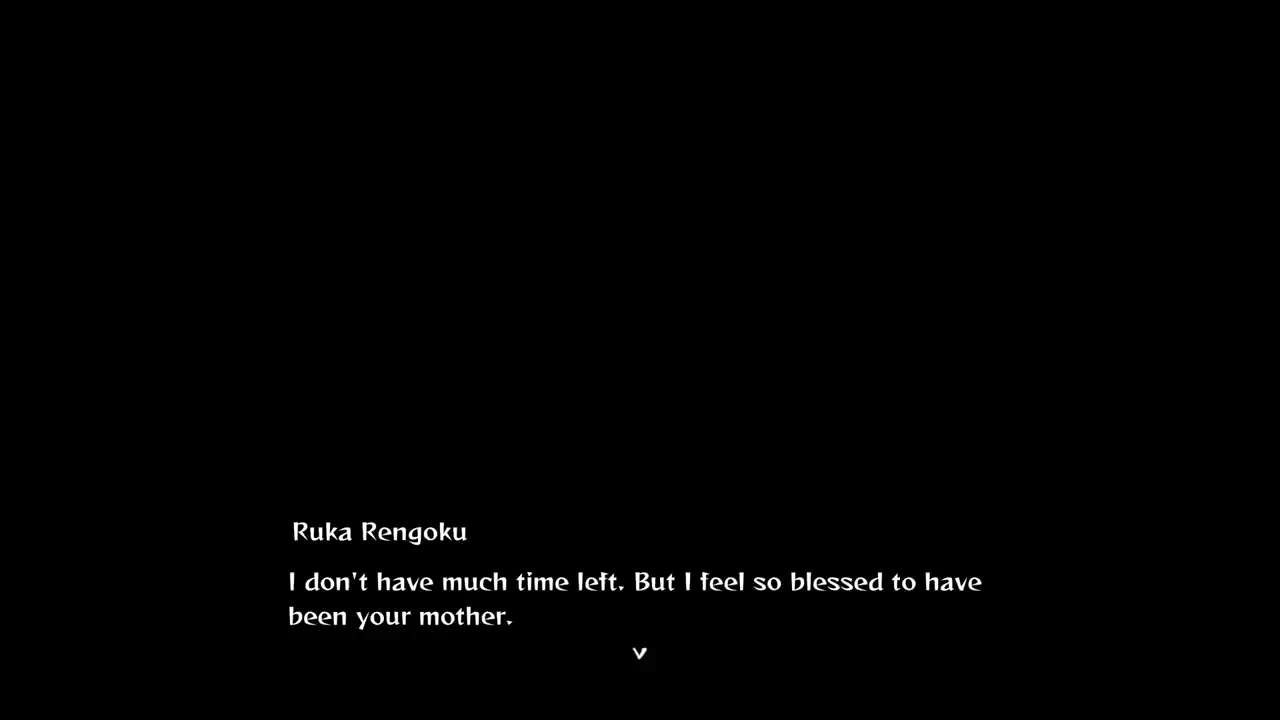 Ruka Rengoku
I don't have much time left. But I feel so blessed to have
been your mother.